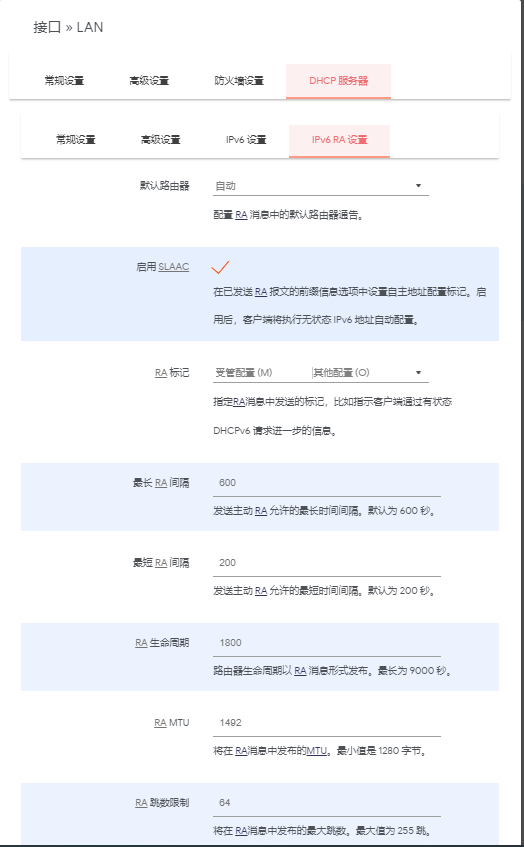 接口 » LAN
常规设置 高级设置 防火墙设置 DHCP 服务器
常规设置 高级设置 IPv6 设置 IPv6 RA 设置
默认路由器 自动
配置 RA 消息中的默认路由器通告。
启用 SLAAC
在已发送 RA 报文的前缀信息选项中设置自主地址配置标记。启
用后，客户端将执行无状态 IPv6 地址自动配置。
RA 标记 受管配置 (M) 其他配置 (O)
指定RA消息中发送的标记，比如指示客户端通过有状态
DHCPv6 请求进一步的信息。
最长 RA 间隔 600
发送主动 RA 允许的最长时间间隔。默认为 600 秒。
最短 RA 间隔 200
发送主动 RA 允许的最短时间间隔。默认为 200 秒。
RA 生命周期 1800
路由器生命周期以 RA 消息形式发布。最长为 9000 秒。
RA MTU 1492
将在 RA消息中发布的MTU。最小值是 1280 字节。
RA 跳数限制 64
将在 RA消息中发布的最大跳数。最大值为 255 跳。